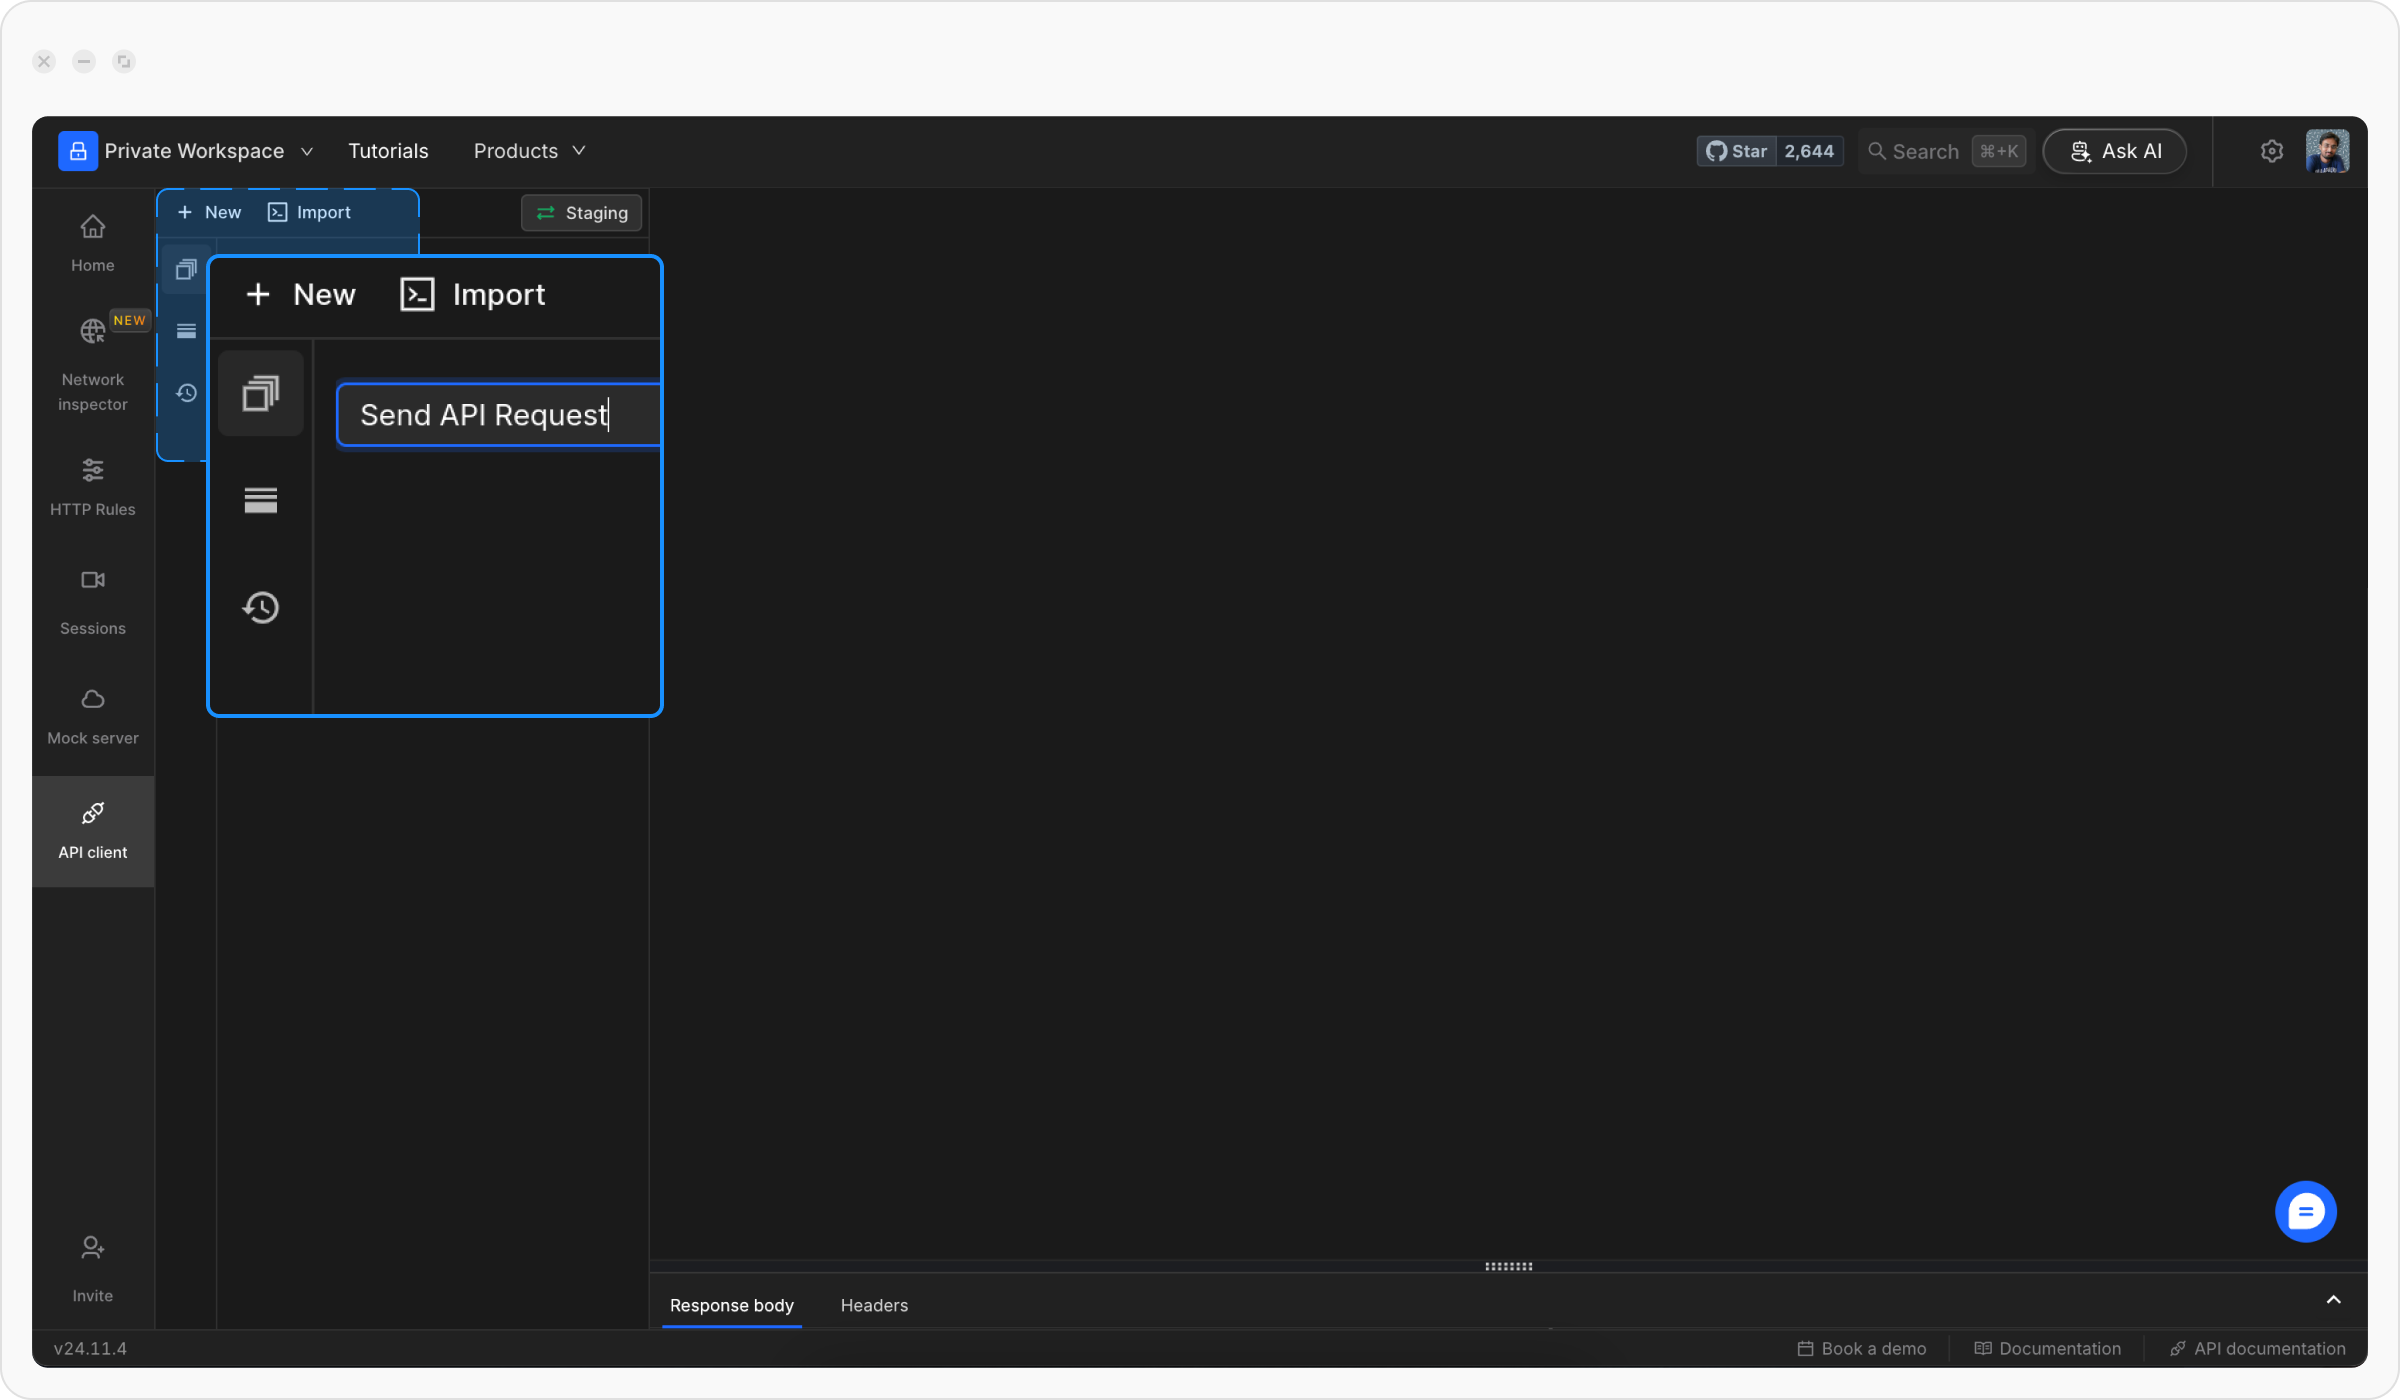 Private Workspace Tutorials Products Star 2,644 Search ⌘+K Ask AI
+ New Import Staging
Home
NEW
Network
inspector
HTTP Rules
Sessions
Mock server
API client
Invite
+ New Import
Send API Request
Response body Headers
v24.11.4 Book a demo Documentation API documentation